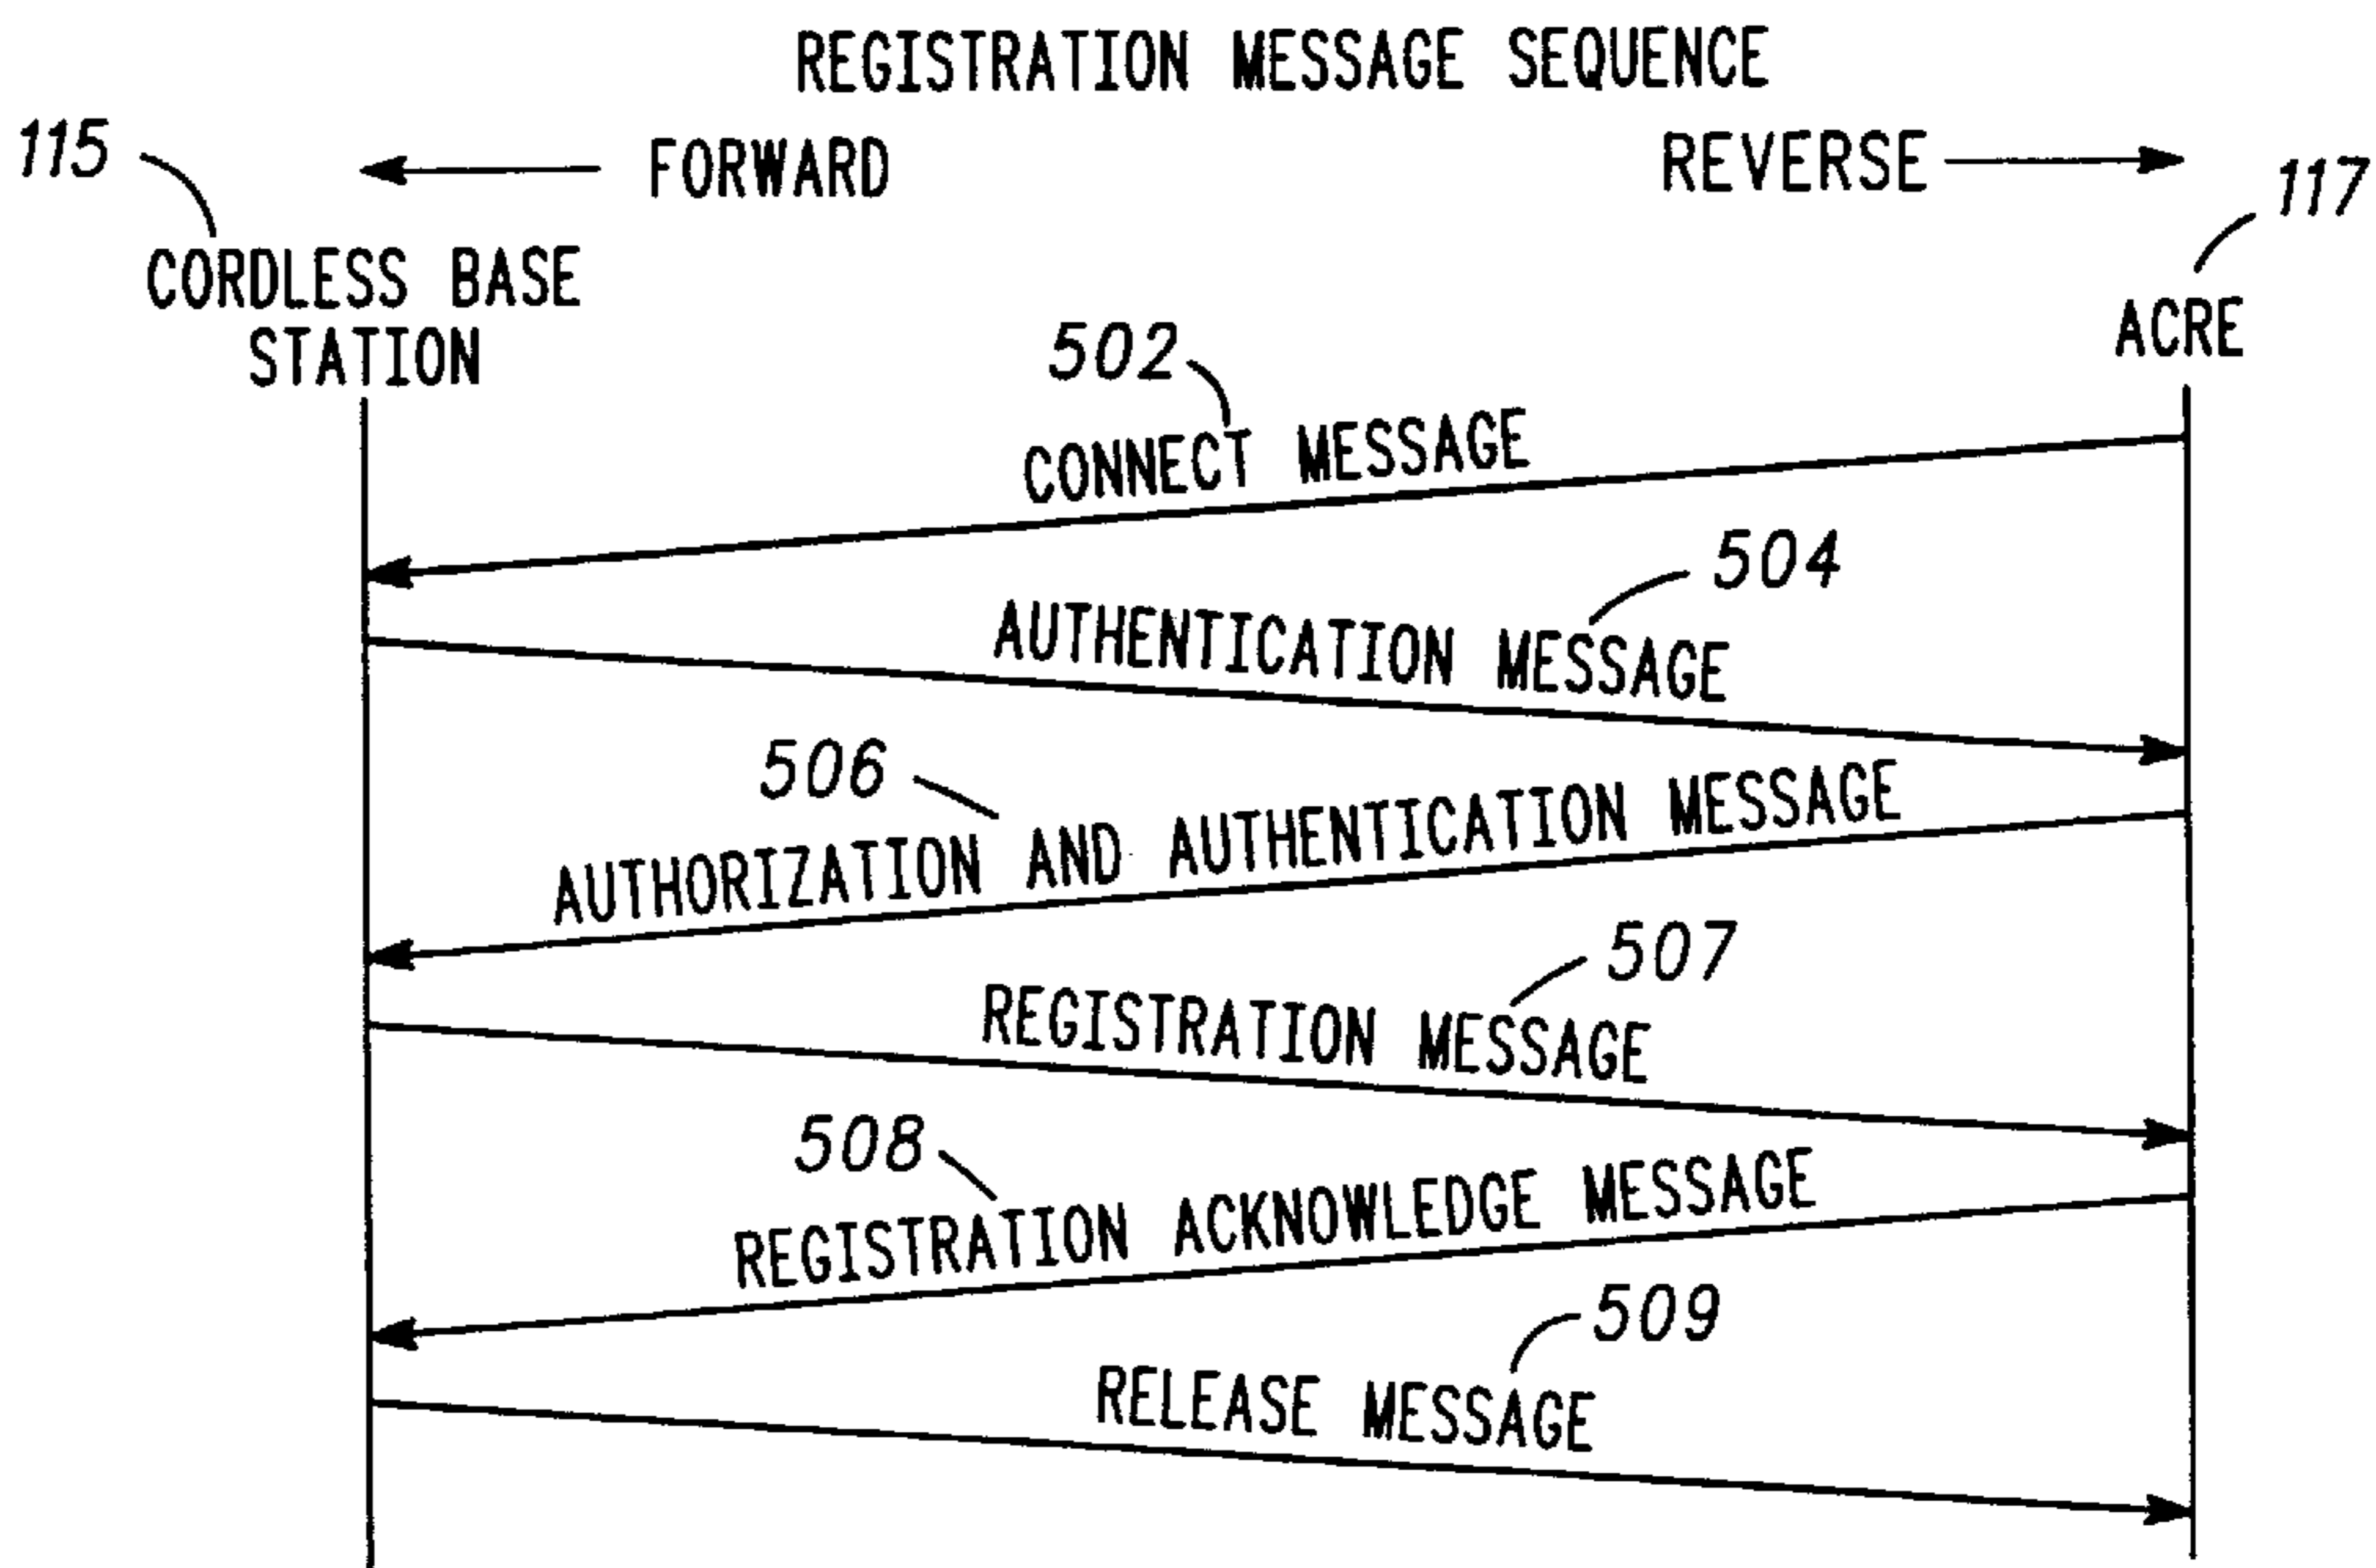 REGISTRATION MESSAGE SEQUENCE
115
FORWARD
REVERSE
117
CORDLESS BASE
STATION
ACRE
502
CONNECT MESSAGE
504
AUTHENTICATION MESSAGE
506
AUTHORIZATION AND AUTHENTICATION MESSAGE
507
REGISTRATION MESSAGE
508
REGISTRATION ACKNOWLEDGE MESSAGE
509
RELEASE MESSAGE